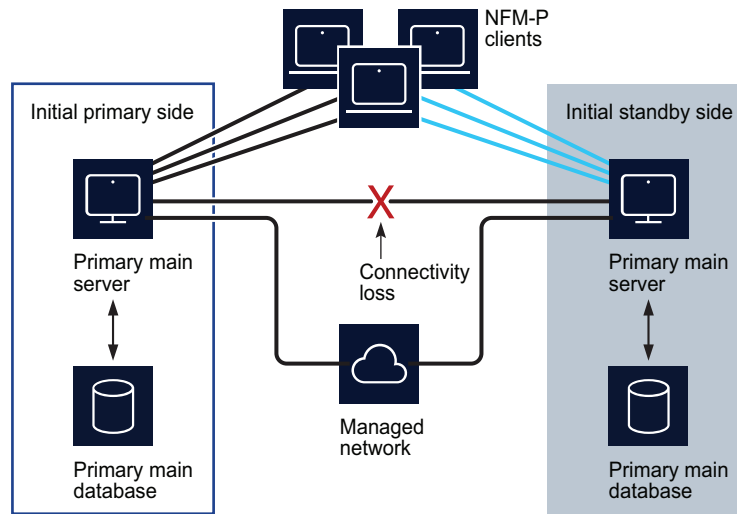 NFM-P
clients
Initial primary side
Initial standby side
X
Primary main
server
Connectivity
loss
Primary main
server
Managed
network
Primary main
database
Primary main
database